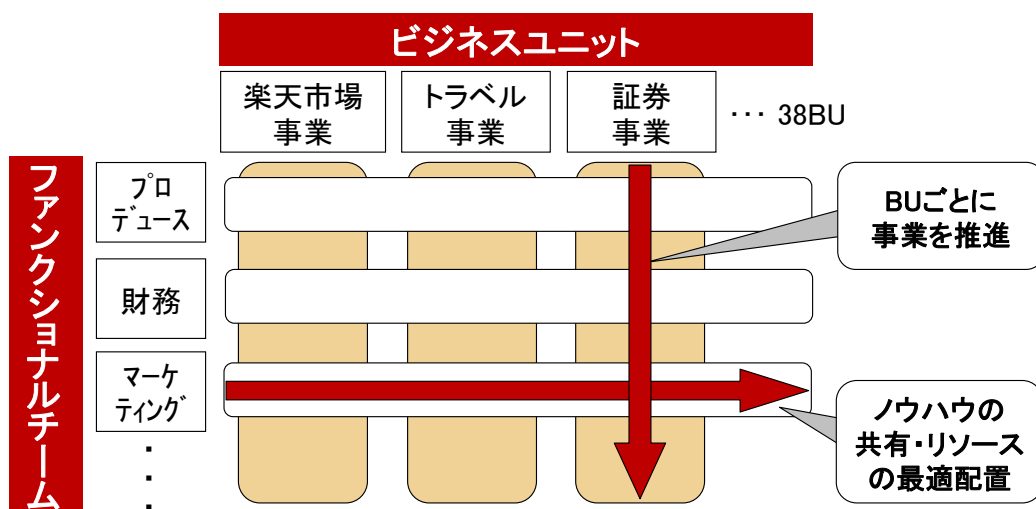 ビジネスユニット
楽天市場
事業
トラベル
事業
証券
事業
・・・ 38BU
ファンクショナルチーム
プロ
デュース
財務
マーケ
ティング
・
・
・
BUごとに
事業を推進
ノウハウの
共有・リソース
の最適配置